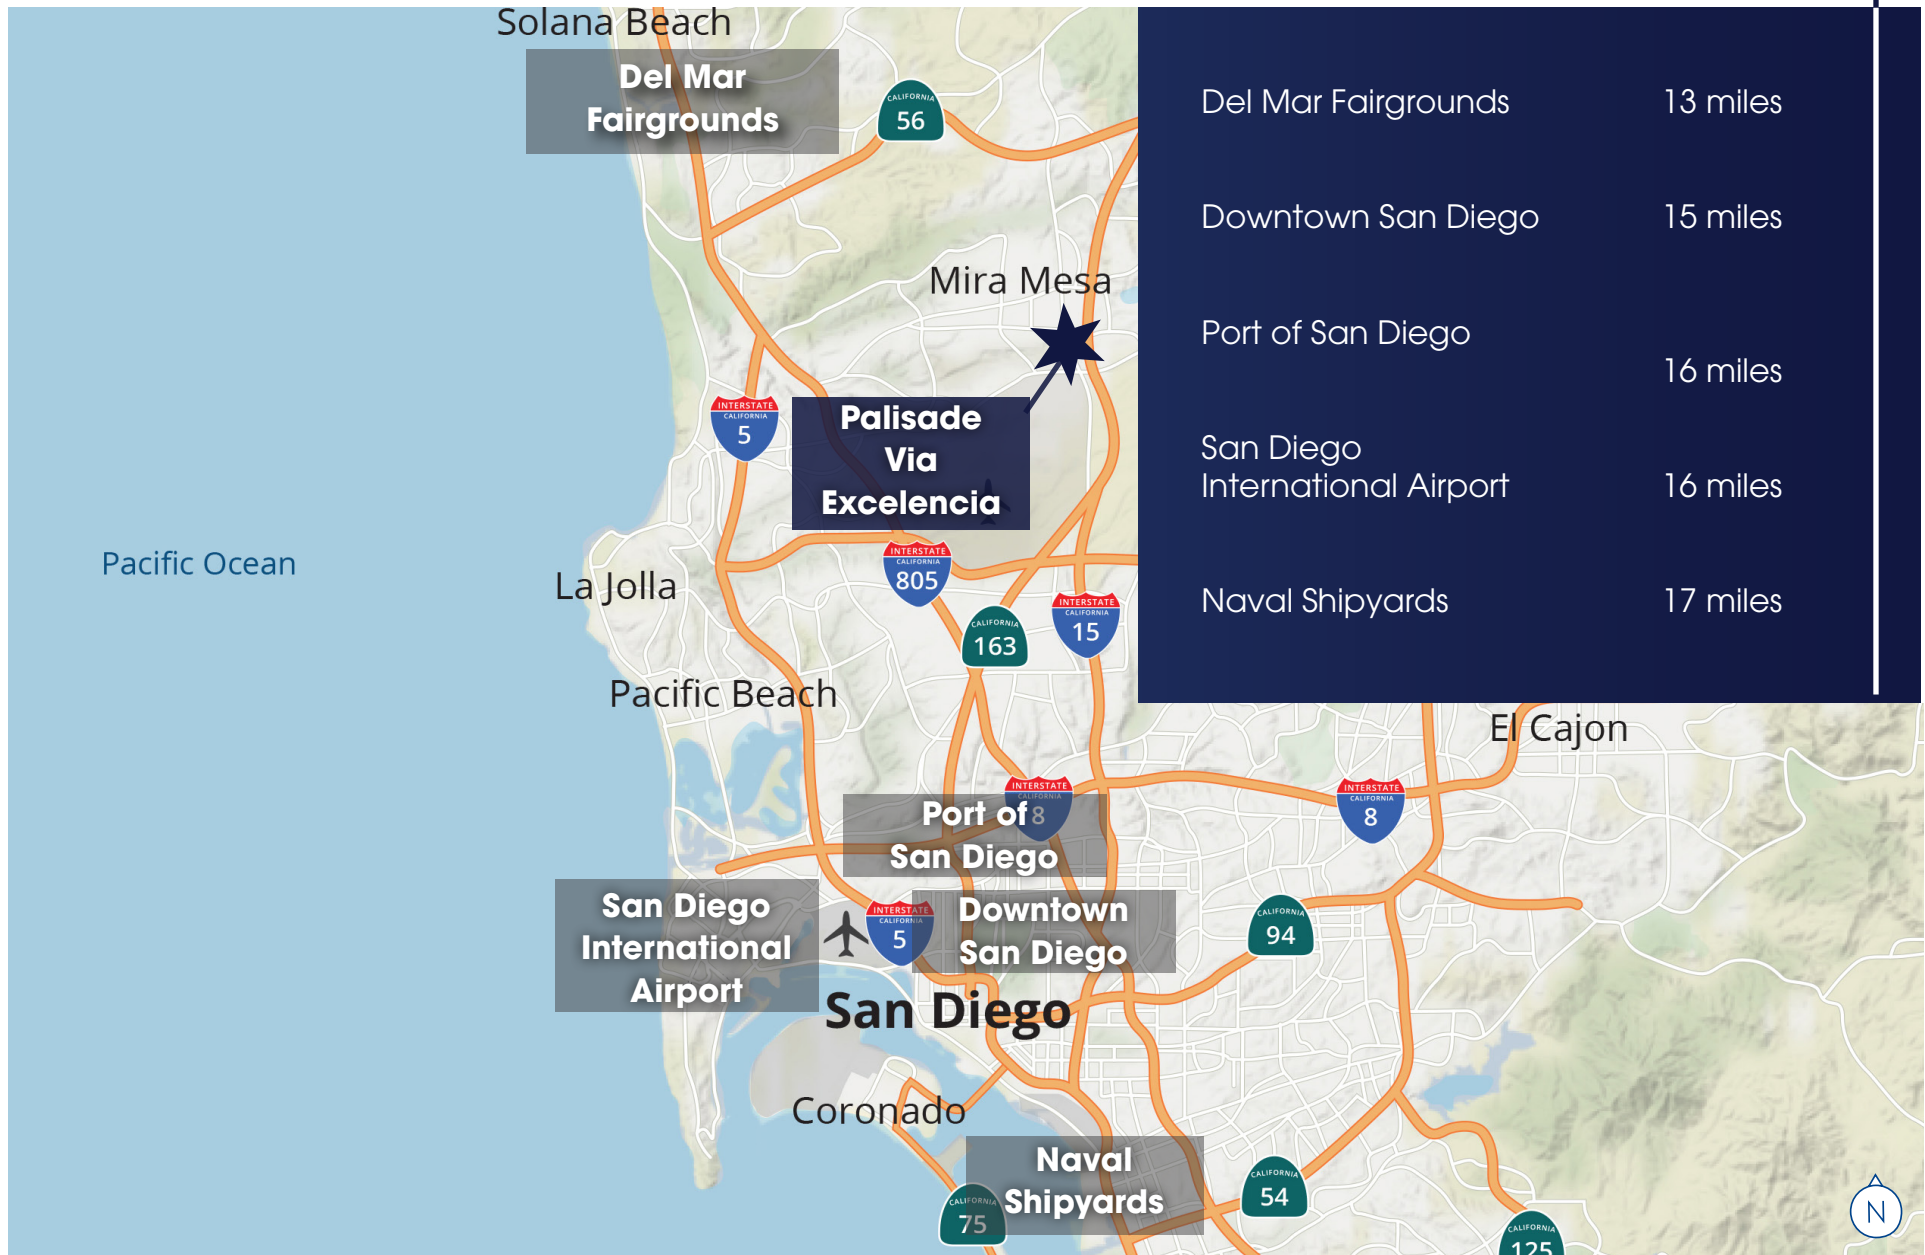 Solana Beach
Del Mar
Fairgrounds
CALIFORNIA
56
Mira Mesa
INTERSTATE
CALIFORNIA
5
Palisade
Via
Excelencia
Pacific Ocean
La Jolla
INTERSTATE
CALIFORNIA
805
CALIFORNIA
163
INTERSTATE
CALIFORNIA
15
Pacific Beach
El Cajon
INTERSTATE
CALIFORNIA
8
Port of
San Diego
INTERSTATE
CALIFORNIA
8
San Diego
International
Airport
INTERSTATE
CALIFORNIA
5
Downtown
San Diego
CALIFORNIA
94
San Diego
Coronado
Naval
Shipyards
CALIFORNIA
75
CALIFORNIA
54
CALIFORNIA
125
N
Del Mar Fairgrounds 13 miles
Downtown San Diego 15 miles
Port of San Diego
16 miles
San Diego
International Airport 16 miles
Naval Shipyards 17 miles